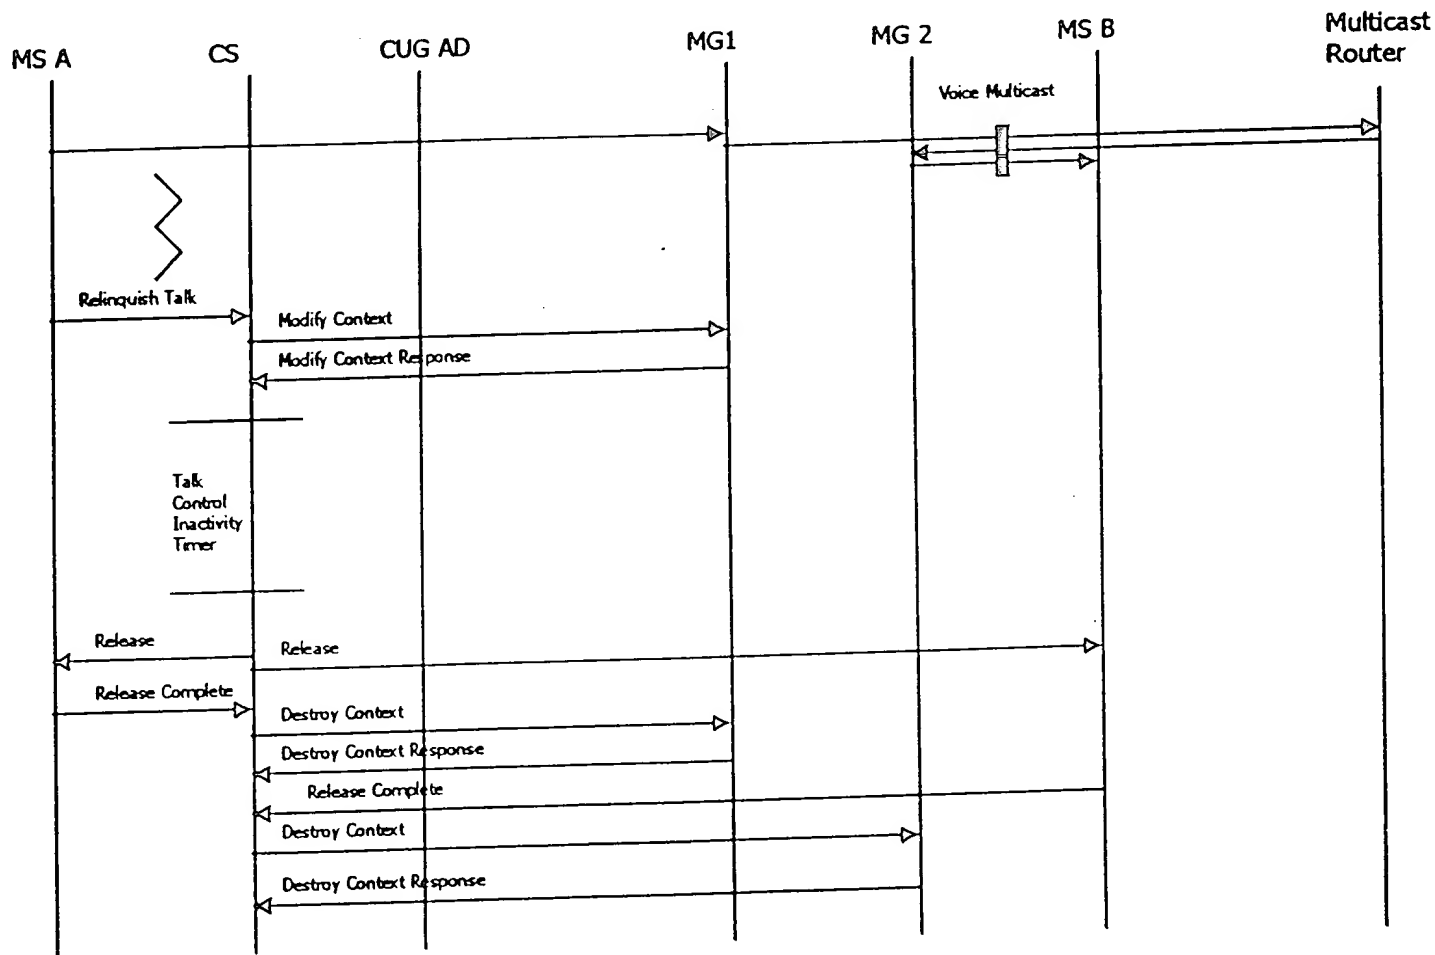 MS A
CS
CUG AD
MG1
MG 2
MS B
Multicast
Router
Voice Multicast
Relinquish Talk
Modify Context
Modify Context Response
Talk
Control
Inactivity
Timer
Release
Release
Release Complete
Destroy Context
Destroy Context Response
Release Complete
Destroy Context
Destroy Context Response